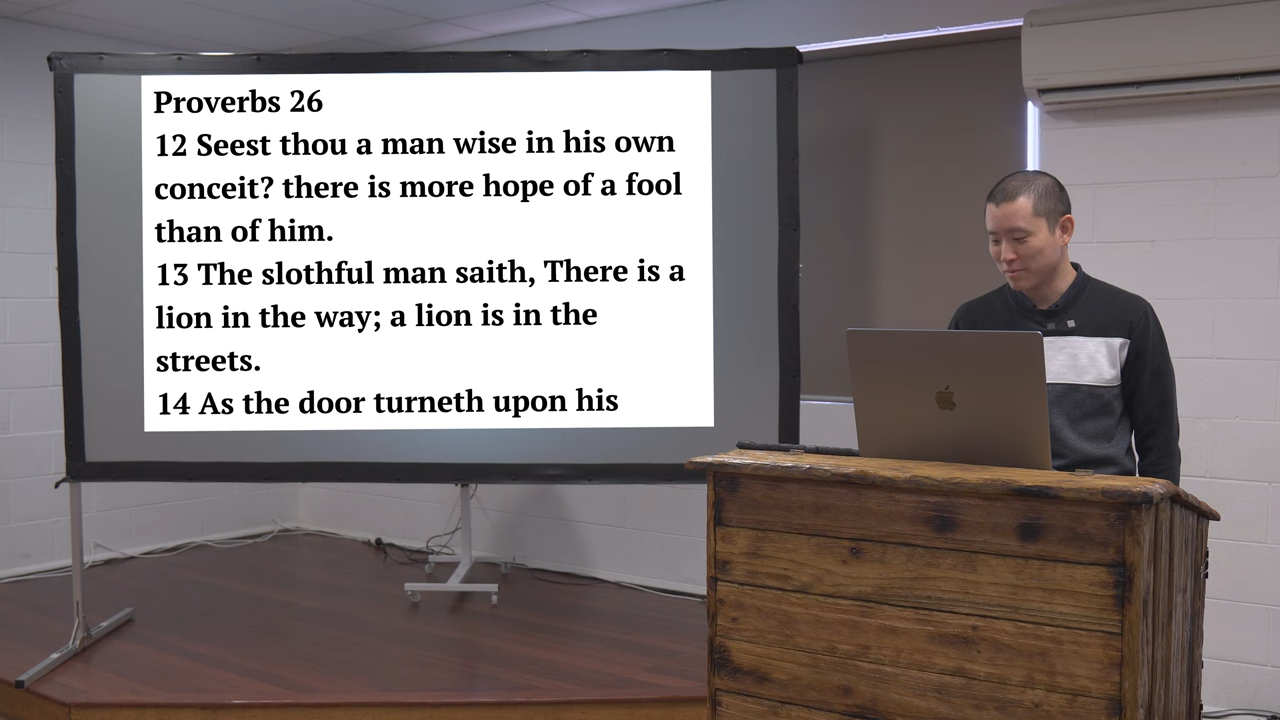 Proverbs 26
12 Seest thou a man wise in his own
conceit? there is more hope of a fool
than of him.
13 The slothful man saith, There is a
lion in the way; a lion is in the
streets.
14 As the door turneth upon his